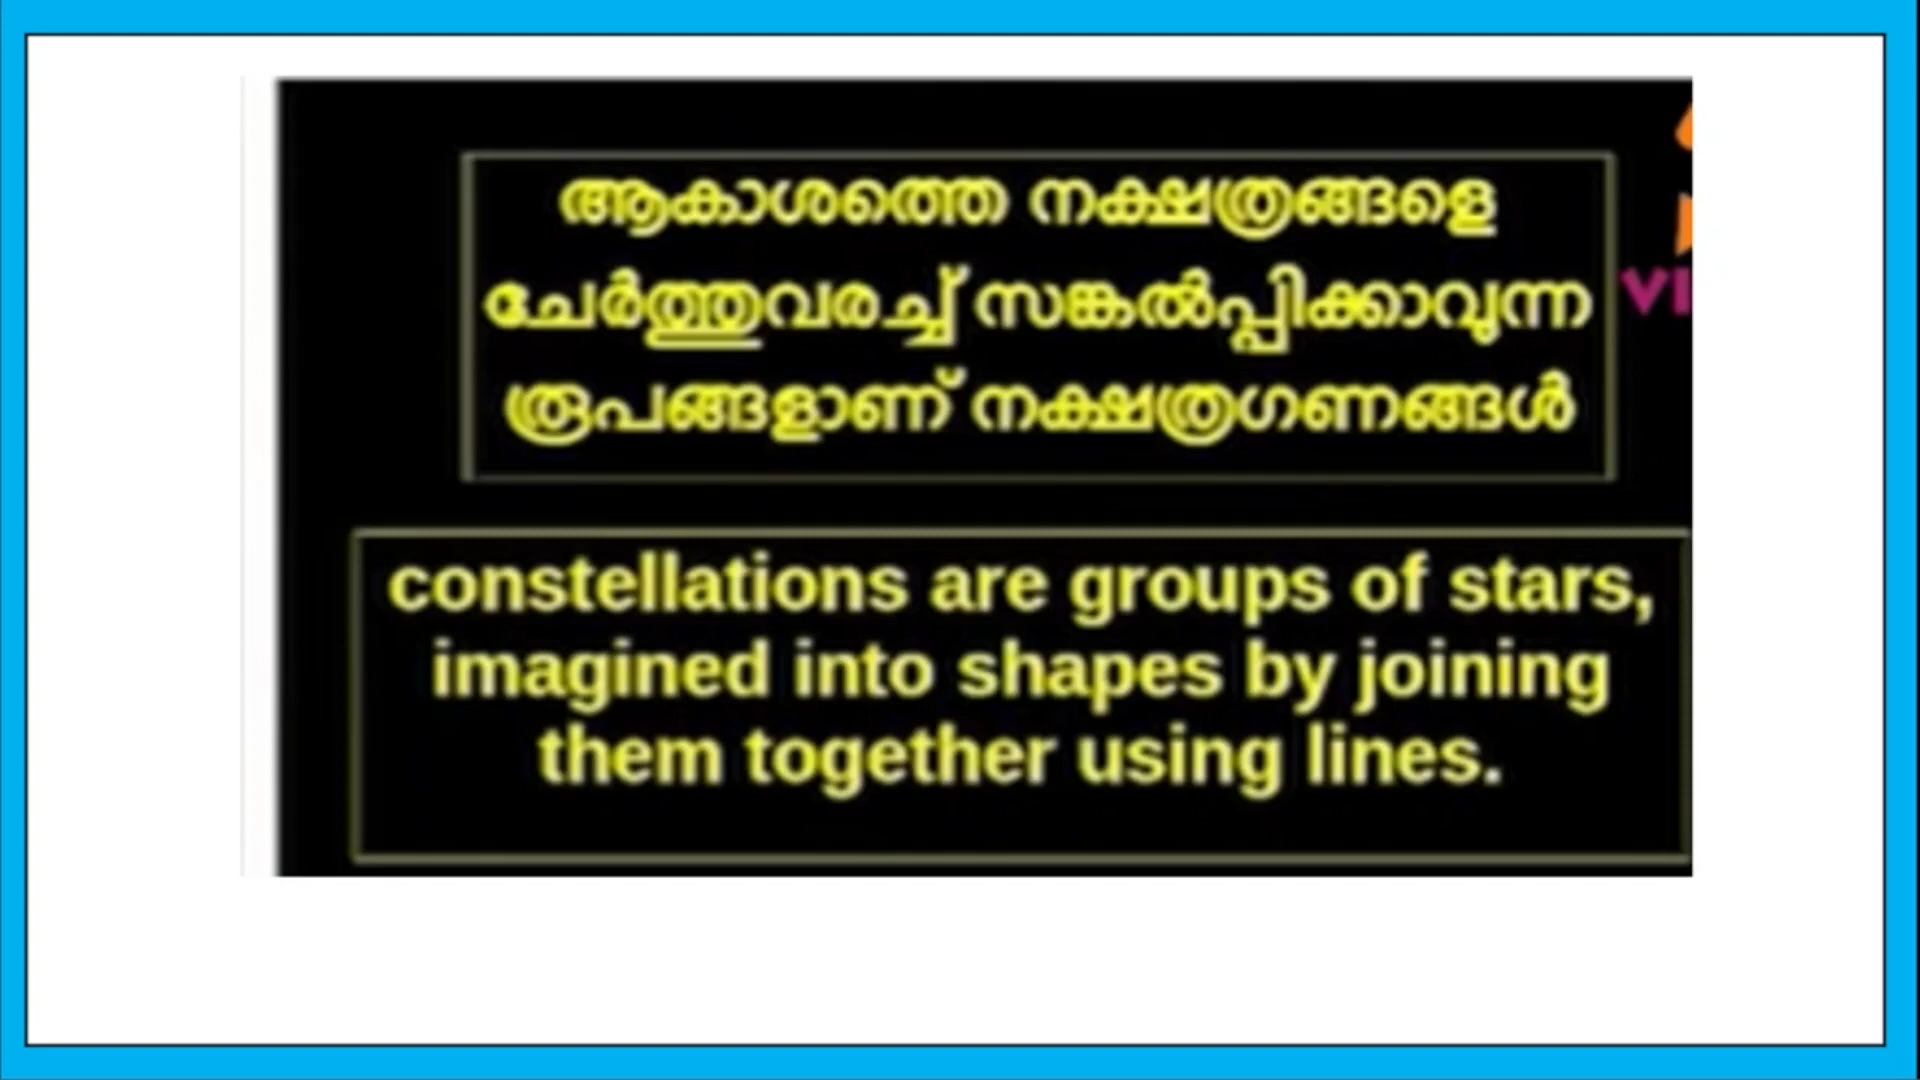 ആകാശത്തെ നക്ഷത്രങ്ങളെ
ചേർത്തുവരച്ച് സങ്കൽപ്പിക്കാവുന്ന
രൂപങ്ങളാണ് നക്ഷത്രഗണങ്ങൾ
constellations are groups of stars,
imagined into shapes by joining
them together using lines.